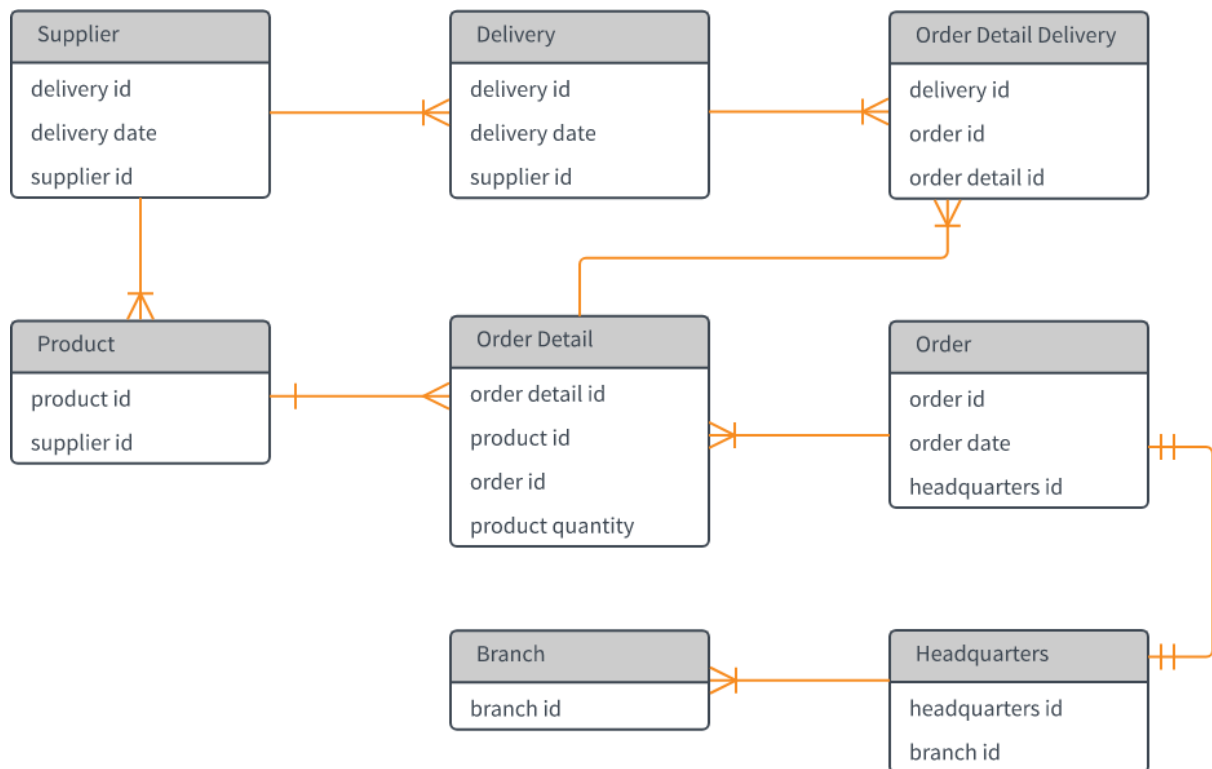 Supplier
delivery id
delivery date
supplier id
Delivery
delivery id
delivery date
supplier id
Order Detail Delivery
delivery id
order id
order detail id
Product
product id
supplier id
Order Detail
order detail id
product id
order id
product quantity
Order
order id
order date
headquarters id
Branch
branch id
Headquarters
headquarters id
branch id